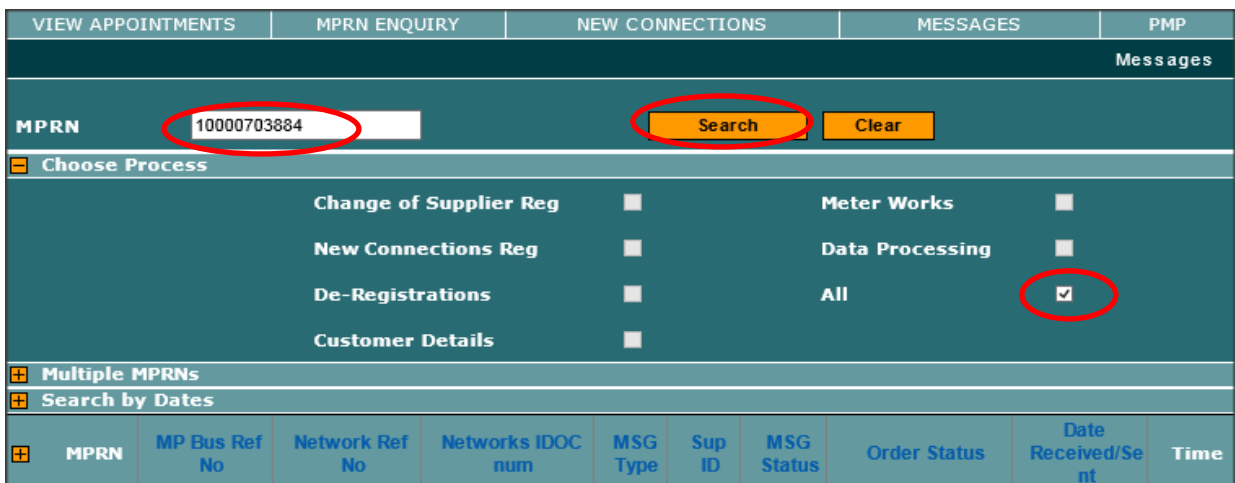 VIEW APPOINTMENTS MPRN ENQUIRY NEW CONNECTIONS MESSAGES PMP
Messages
MPRN 10000703884 Search Clear
Choose Process
Change of Supplier Reg Meter Works
New Connections Reg Data Processing
De-Registrations All
Customer Details
Multiple MPRNs
Search by Dates
MPRN MP Bus Ref No Network Ref No Networks IDOC num MSG Type Sup ID MSG Status Order Status Date Received/Sent Time